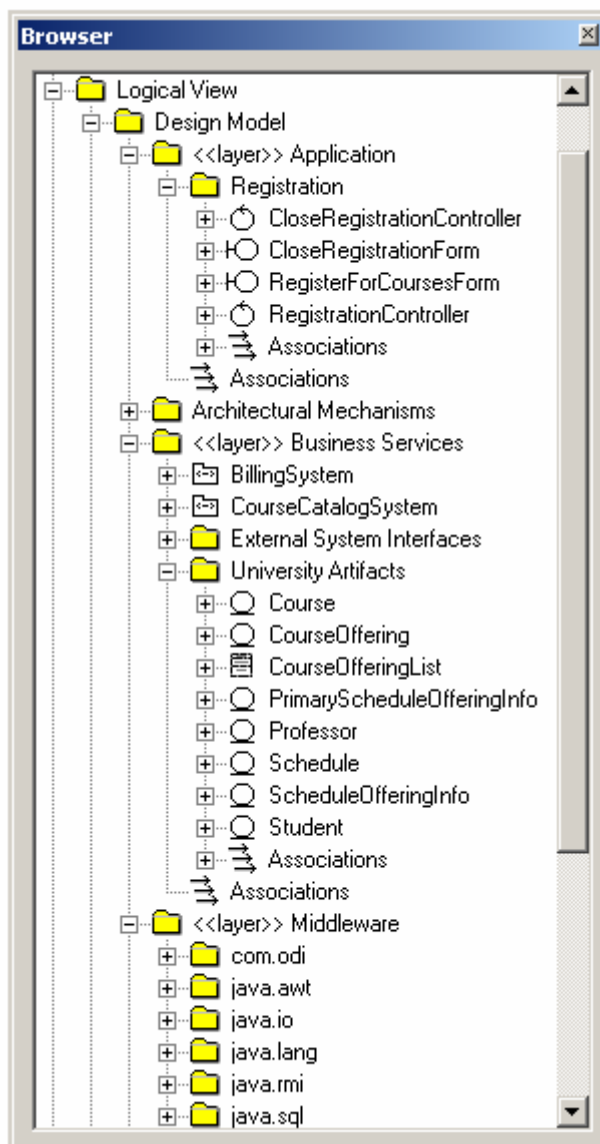 Browser
Logical View
Design Model
<<layer>> Application
Registration
CloseRegistrationController
CloseRegistrationForm
RegisterForCoursesForm
RegistrationController
Associations
Associations
Architectural Mechanisms
<<layer>> Business Services
BillingSystem
CourseCatalogSystem
External System Interfaces
University Artifacts
Course
CourseOffering
CourseOfferingList
PrimaryScheduleOfferingInfo
Professor
Schedule
ScheduleOfferingInfo
Student
Associations
Associations
<<layer>> Middleware
com.odi
java.awt
java.io
java.lang
java.rmi
java.sql